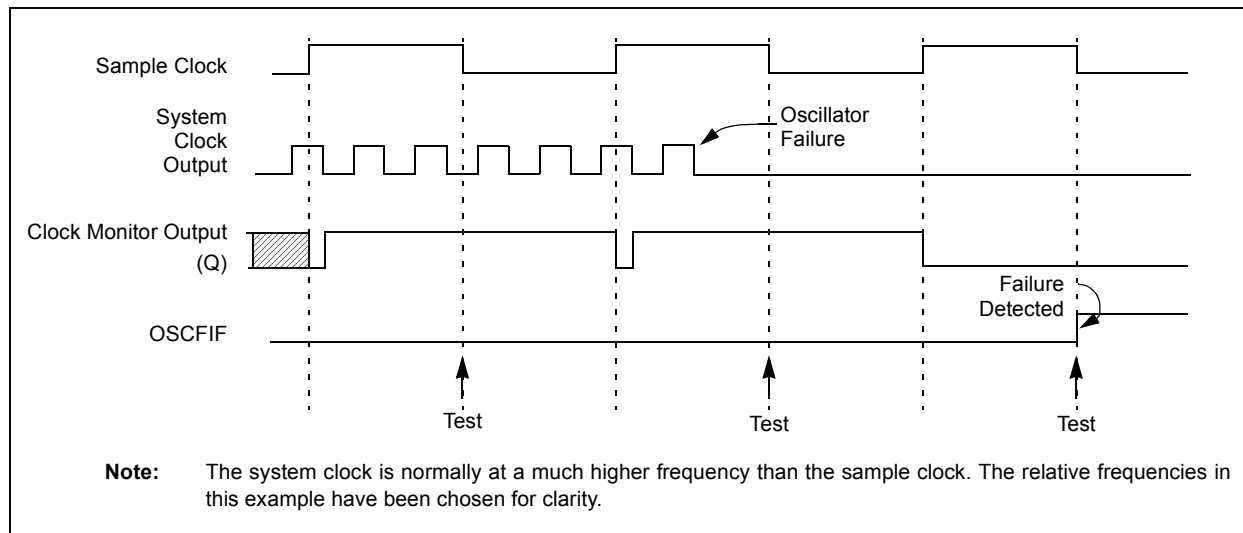 Sample Clock
System
Clock
Output
Oscillator
Failure
Clock Monitor Output
(Q)
Failure
Detected
OSCFIF
Test
Test
Test
Note: The system clock is normally at a much higher frequency than the sample clock. The relative frequencies in
this example have been chosen for clarity.